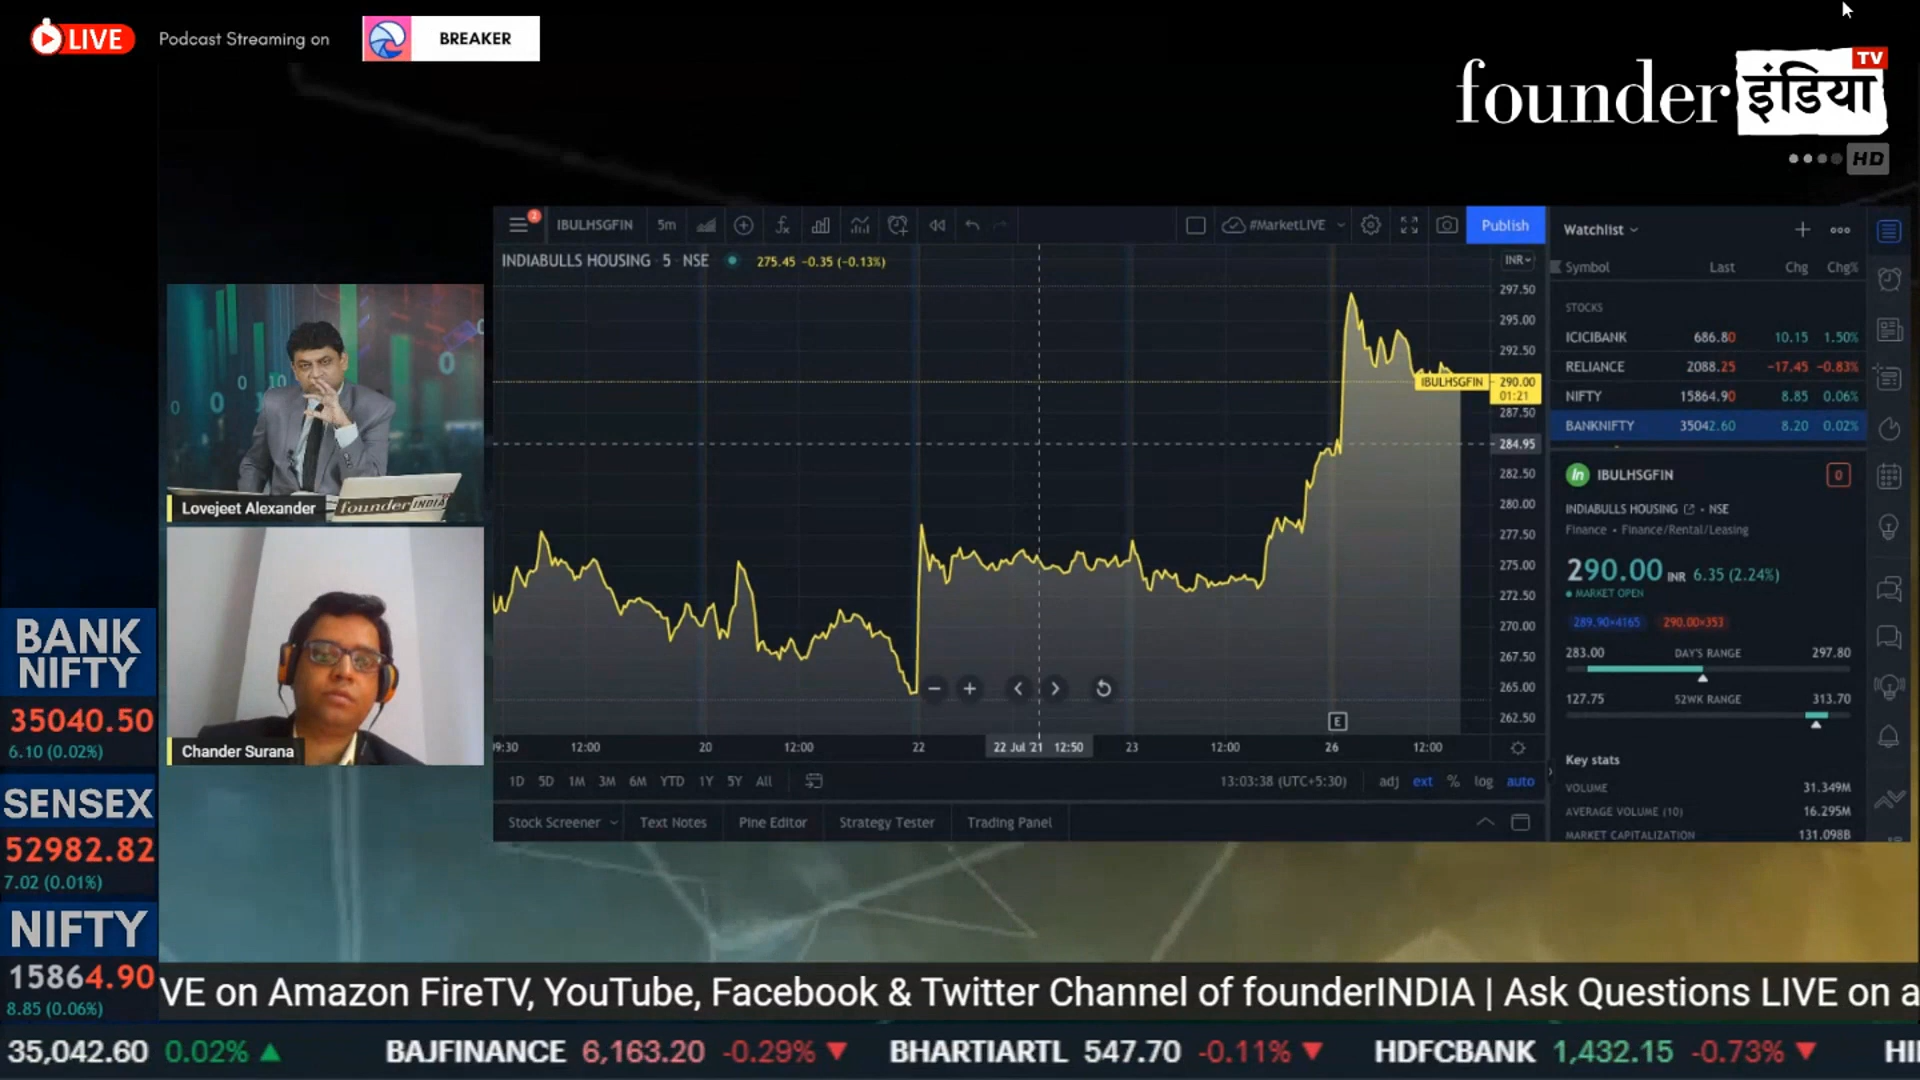 LIVE
Podcast Streaming on
BREAKER
founder इंडिया TV
HD
IBULHSGFIN
5m
#MarketLIVE
Publish
INDIABULLS HOUSING · 5 · NSE
275.45 −0.35 (−0.13%)
INR
297.50
295.00
292.50
IBULHSGFIN 290.00
01:21
287.50
284.95
282.50
280.00
277.50
275.00
272.50
270.00
267.50
265.00
262.50
E
12:00
20
12:00
22
22 Jul '21 12:50
23
12:00
26
12:00
1D 5D 1M 3M 6M YTD 1Y 5Y All
13:03:38 (UTC+5:30)
adj ext % log auto
Stock Screener
Text Notes
Pine Editor
Strategy Tester
Trading Panel
Watchlist
Symbol Last Chg Chg%
STOCKS
ICICIBANK 686.80 10.15 1.50%
RELIANCE 2088.25 −17.45 −0.83%
NIFTY 15864.90 8.85 0.06%
BANKNIFTY 35042.60 8.20 0.02%
IBULHSGFIN
0
INDIABULLS HOUSING · NSE
Finance · Finance/Rental/Leasing
290.00 INR 6.35 (2.24%)
MARKET OPEN
289.90×4165 290.00×353
283.00 DAY'S RANGE 297.80
127.75 52WK RANGE 313.70
Key stats
VOLUME 31.349M
AVERAGE VOLUME (10) 16.295M
MARKET CAPITALIZATION 131.098B
founder INDIA
Lovejeet Alexander
Chander Surana
BANK
NIFTY
35040.50
6.10 (0.02%)
SENSEX
52982.82
7.02 (0.01%)
NIFTY
15864.90
8.85 (0.06%)
VE on Amazon FireTV, YouTube, Facebook & Twitter Channel of founderINDIA | Ask Questions LIVE on a
35,042.60 0.02% ▲ BAJFINANCE 6,163.20 -0.29% ▼ BHARTIARTL 547.70 -0.11% ▼ HDFCBANK 1,432.15 -0.73% ▼